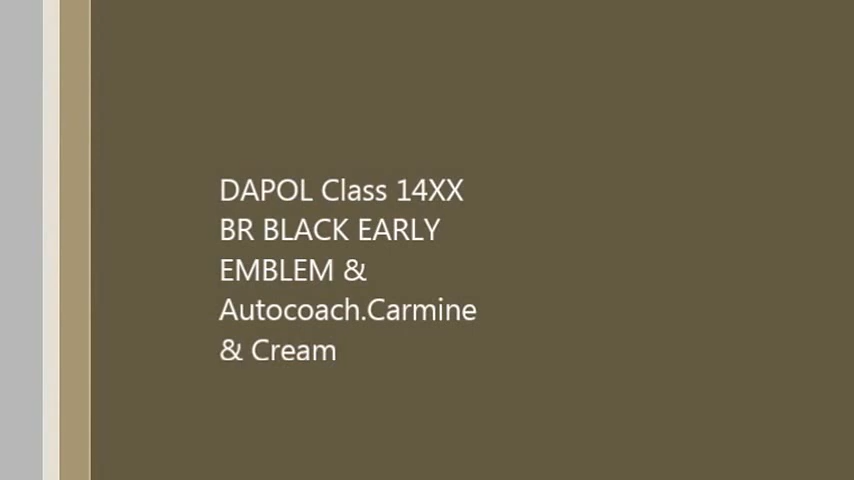 DAPOL Class 14XX
BR BLACK EARLY
EMBLEM &
Autocoach.Carmine
& Cream